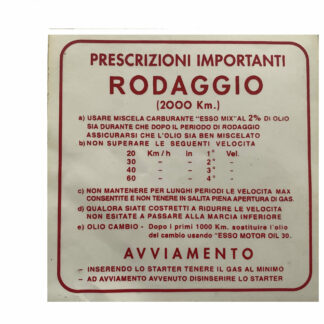 PRESCRIZIONI IMPORTANTI
RODAGGIO
(2000 Km.)
a) USARE MISCELA CARBURANTE "ESSO MIX" AL 2% DI OLIO
SIA DURANTE CHE DOPO IL PERIODO DI RODAGGIO
ASSICURARSI CHE L'OLIO SIA BEN MISCELATO
b) NON SUPERARE LE SEGUENTI VELOCITA
20 Km/h in 1ª Vel.
30 – – 2ª –
40 – – 3ª –
60 – – 4ª –
c) NON MANTENERE PER LUNGHI PERIODI LE VELOCITA MAX
CONSENTITE E NON TENERE IN SALITA PIENA APERTURA DI GAS.
d) QUALORA SIATE COSTRETTI A RIDURRE LE VELOCITA
NON ESITATE A PASSARE ALLA MARCIA INFERIORE
e) OLIO CAMBIO - Dopo i primi 1000 Km. sostituire l'olio
del cambio usando "ESSO MOTOR OIL 30.
AVVIAMENTO
– INSERENDO LO STARTER TENERE IL GAS AL MINIMO
– AD AVVIAMENTO AVVENUTO DISINSERIRE LO STARTER